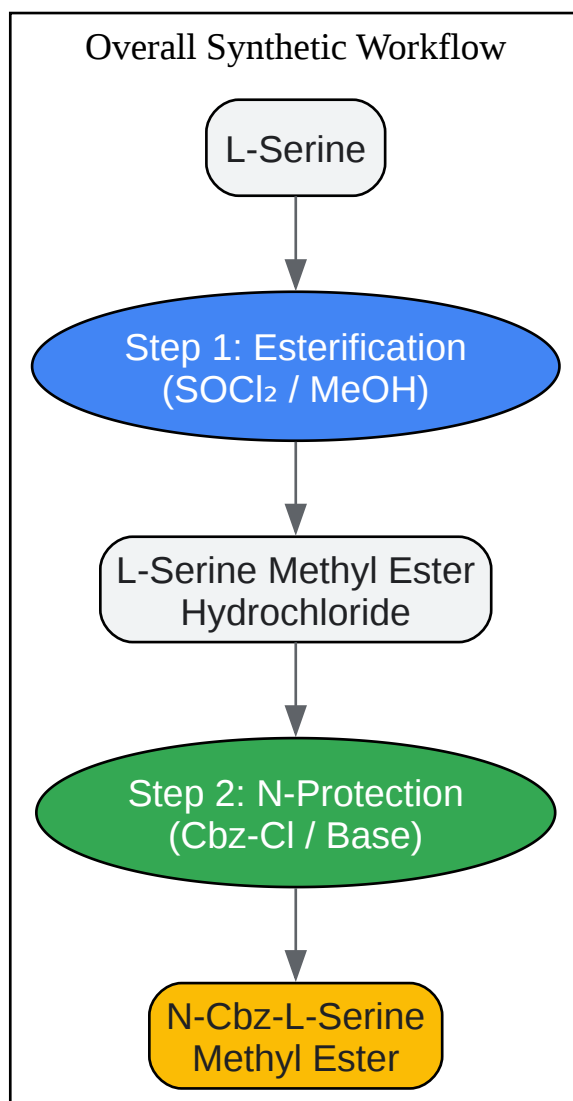 Overall Synthetic Workflow
L-Serine
Step 1: Esterification
(SOCl₂ / MeOH)
L-Serine Methyl Ester
Hydrochloride
Step 2: N-Protection
(Cbz-Cl / Base)
N-Cbz-L-Serine
Methyl Ester